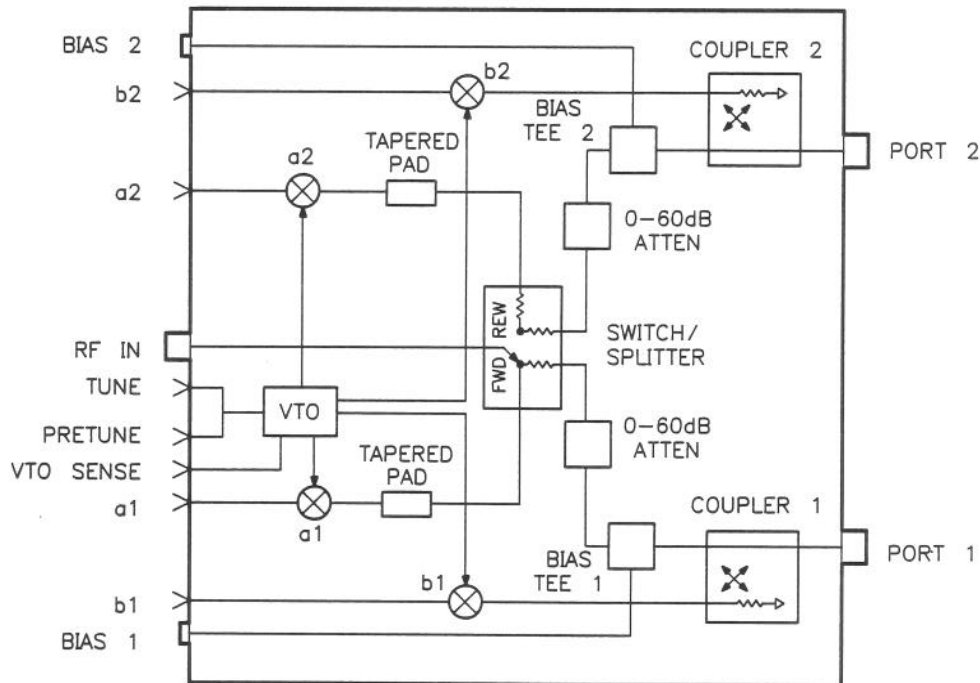 BIAS 2
COUPLER 2
b2
b2
BIAS
TEE 2
TAPERED
PAD
a2
PORT 2
a2
0-60dB
ATTEN
REW
FWD
SWITCH/
SPLITTER
RF IN
TUNE
VTO
PRETUNE
0-60dB
ATTEN
TAPERED
PAD
VTO SENSE
a1
a1
COUPLER 1
PORT 1
BIAS
TEE 1
b1
b1
BIAS 1